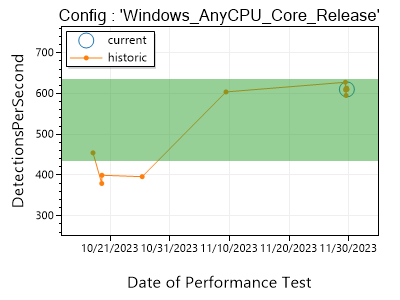 Config : 'Windows_AnyCPU_Core_Release'
current
historic
DetectionsPerSecond
700
600
500
400
300
10/21/2023
10/31/2023
11/10/2023
11/20/2023
11/30/2023
Date of Performance Test